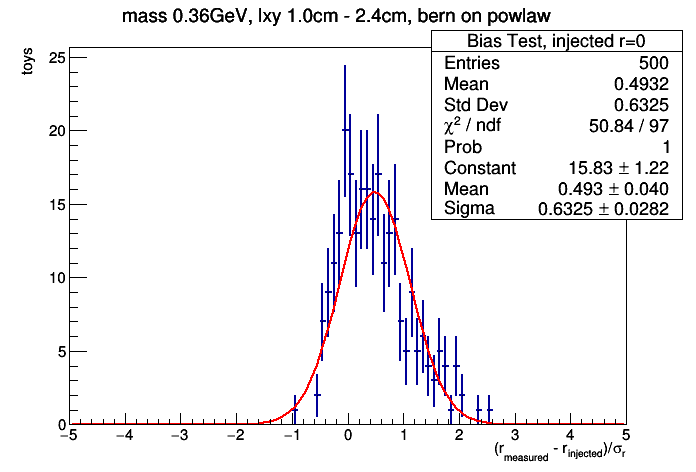 mass 0.36GeV, lxy 1.0cm - 2.4cm, bern on powlaw
Bias Test, injected r=0
Entries 500
Mean 0.4932
Std Dev 0.6325
χ² / ndf 50.84 / 97
Prob 1
Constant 15.83 ± 1.22
Mean 0.493 ± 0.040
Sigma 0.6325 ± 0.0282
toys
25
20
15
10
5
0
−5 −4 −3 −2 −1 0 1 2 3 4 5
(r_measured - r_injected)/σ_r